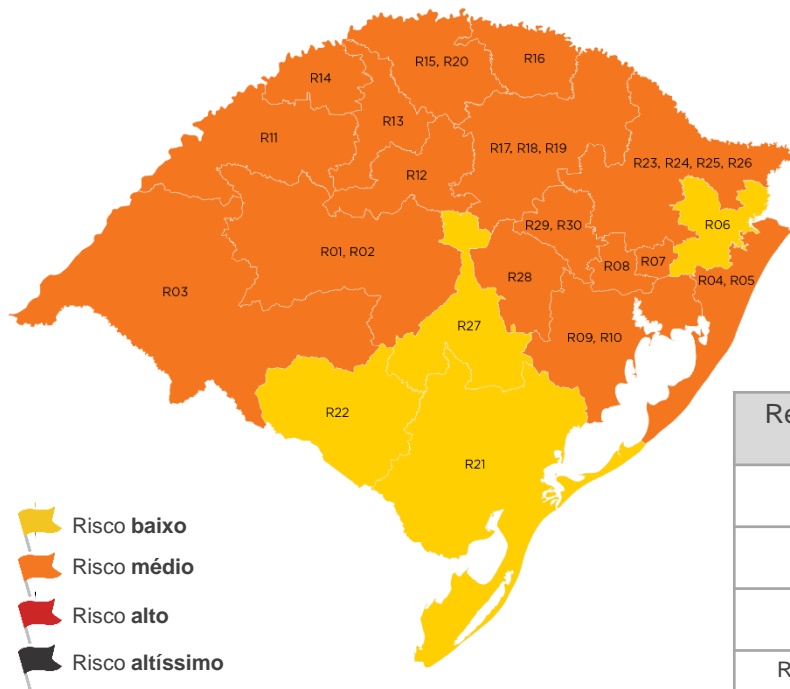 R15, R20
R16
R14
R13
R11
R17, R18, R19
R23, R24, R25, R26
R12
R06
R29, R30
R01, R02
R08
R07
R28
R04, R05
R03
R27
R09, R10
R22
R21
Risco baixo
Risco médio
Risco alto
Risco altíssimo